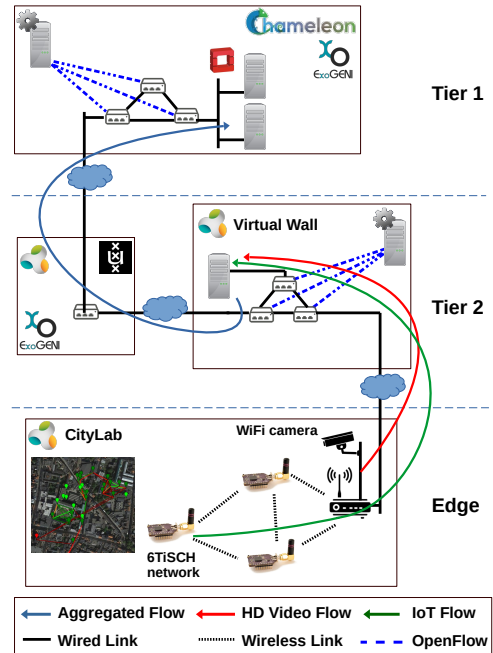 Chameleon
ExoGENI
Tier 1
Virtual Wall
ExoGENI
Tier 2
CityLab
WiFi camera
6TiSCH
network
Edge
Aggregated Flow
HD Video Flow
IoT Flow
Wired Link
Wireless Link
OpenFlow